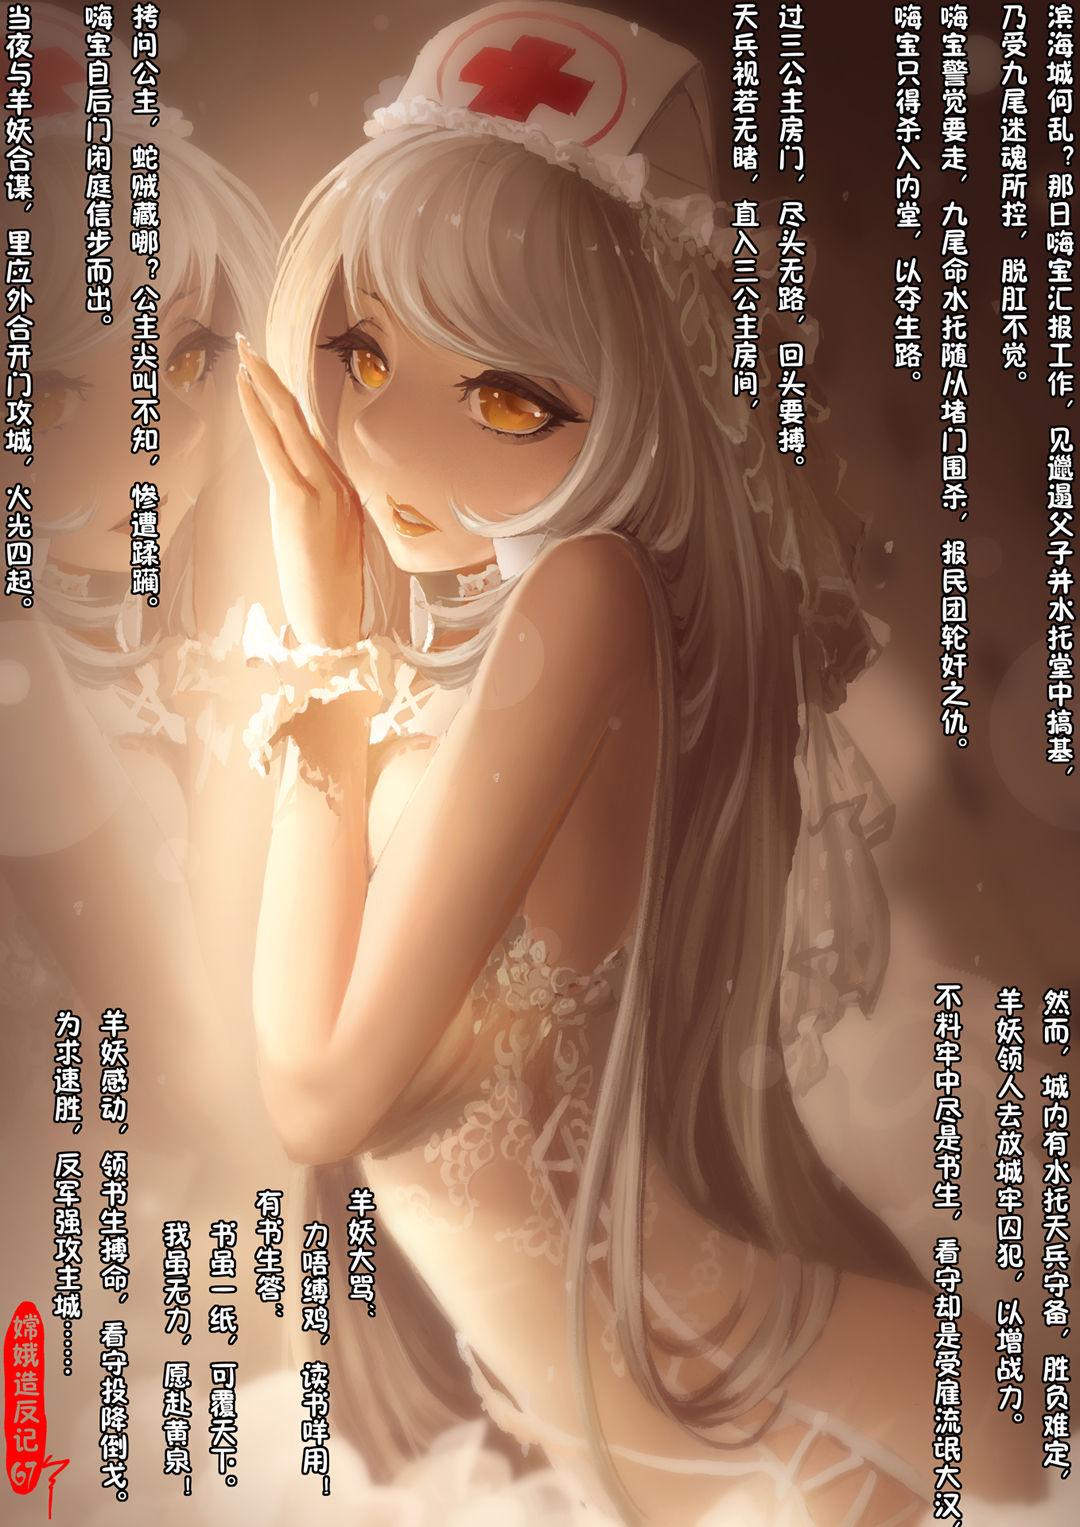 滨海城何乱？那日嗨宝汇报工作，见邋遢父子并水托堂中搞基，
乃受九尾迷魂所控，脱肛不觉。
嗨宝警觉要走，九尾命水托随从堵门围杀，报民团轮奸之仇。
嗨宝只得杀入内堂，以夺生路。
过三公主房门，尽头无路，回头要搏。
天兵视若无睹，直入三公主房间，
拷问公主，蛇贼藏哪？公主尖叫不知，惨遭蹂躏。
嗨宝自后门闲庭信步而出。
当夜与羊妖合谋，里应外合开门攻城，火光四起。
然而，城内有水托天兵守备，胜负难定，
羊妖领人去放城牢囚犯，以增战力。
不料牢中尽是书生，看守却是受雇流氓大汉，
羊妖大骂：
力唔缚鸡，读书咩用！
有书生答：
书虽一纸，可覆天下。
我虽无力，愿赴黄泉！
羊妖感动，领书生搏命，看守投降倒戈。
为求速胜，反军强攻主城……
嫦娥造反记
67